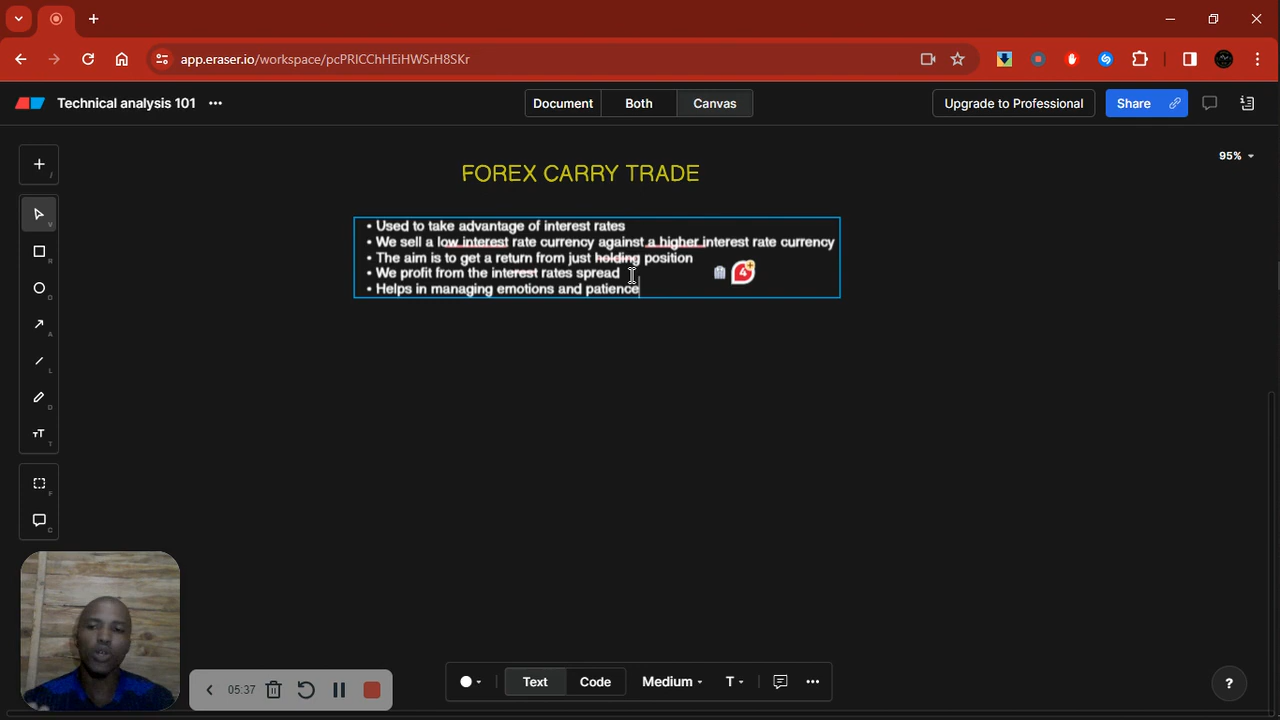 app.eraser.io/workspace/pcPRICChHEiHWSrH8SKr
Technical analysis 101
Document
Both
Canvas
Upgrade to Professional
Share
95%
FOREX CARRY TRADE
• Used to take advantage of interest rates
• We sell a low interest rate currency against a higher interest rate currency
• The aim is to get a return from just holding position
• We profit from the interest rates spread
• Helps in managing emotions and patience
4
/
V
R
O
A
L
D
T
F
C
05:37
Text
Code
Medium
T
?